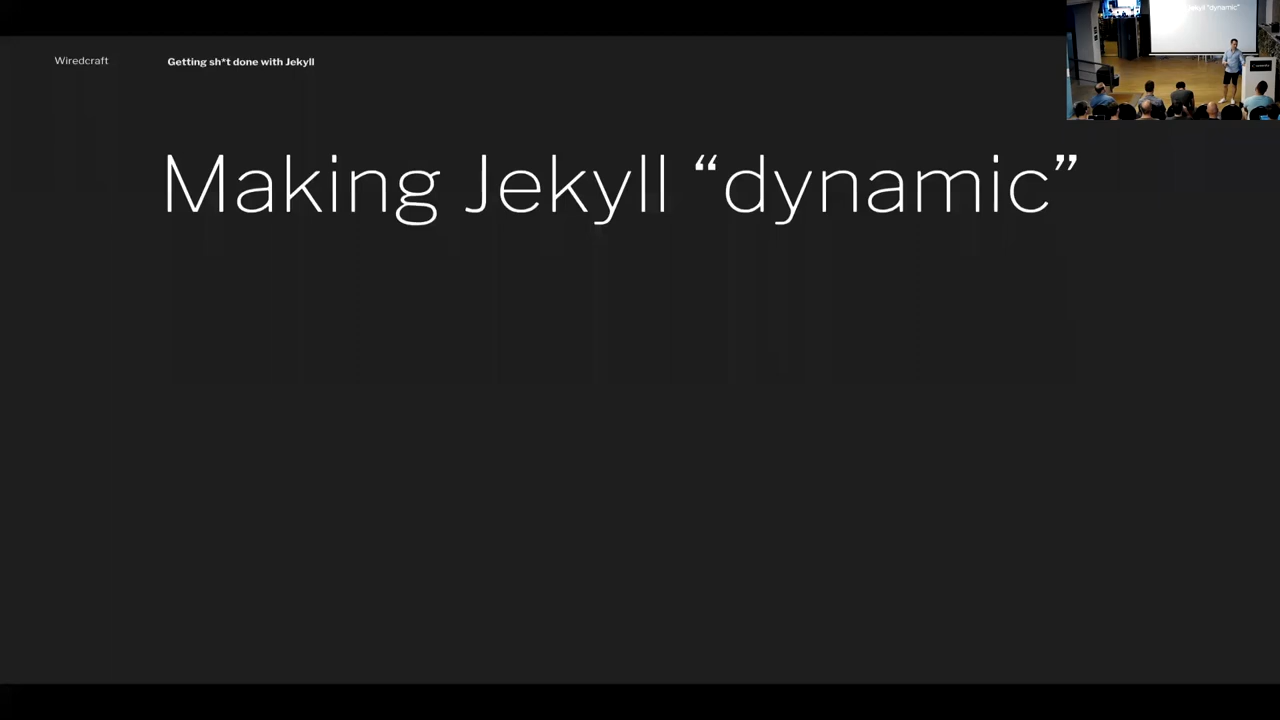 Wiredcraft
Getting sh*t done with Jekyll
Making Jekyll “dynamic”